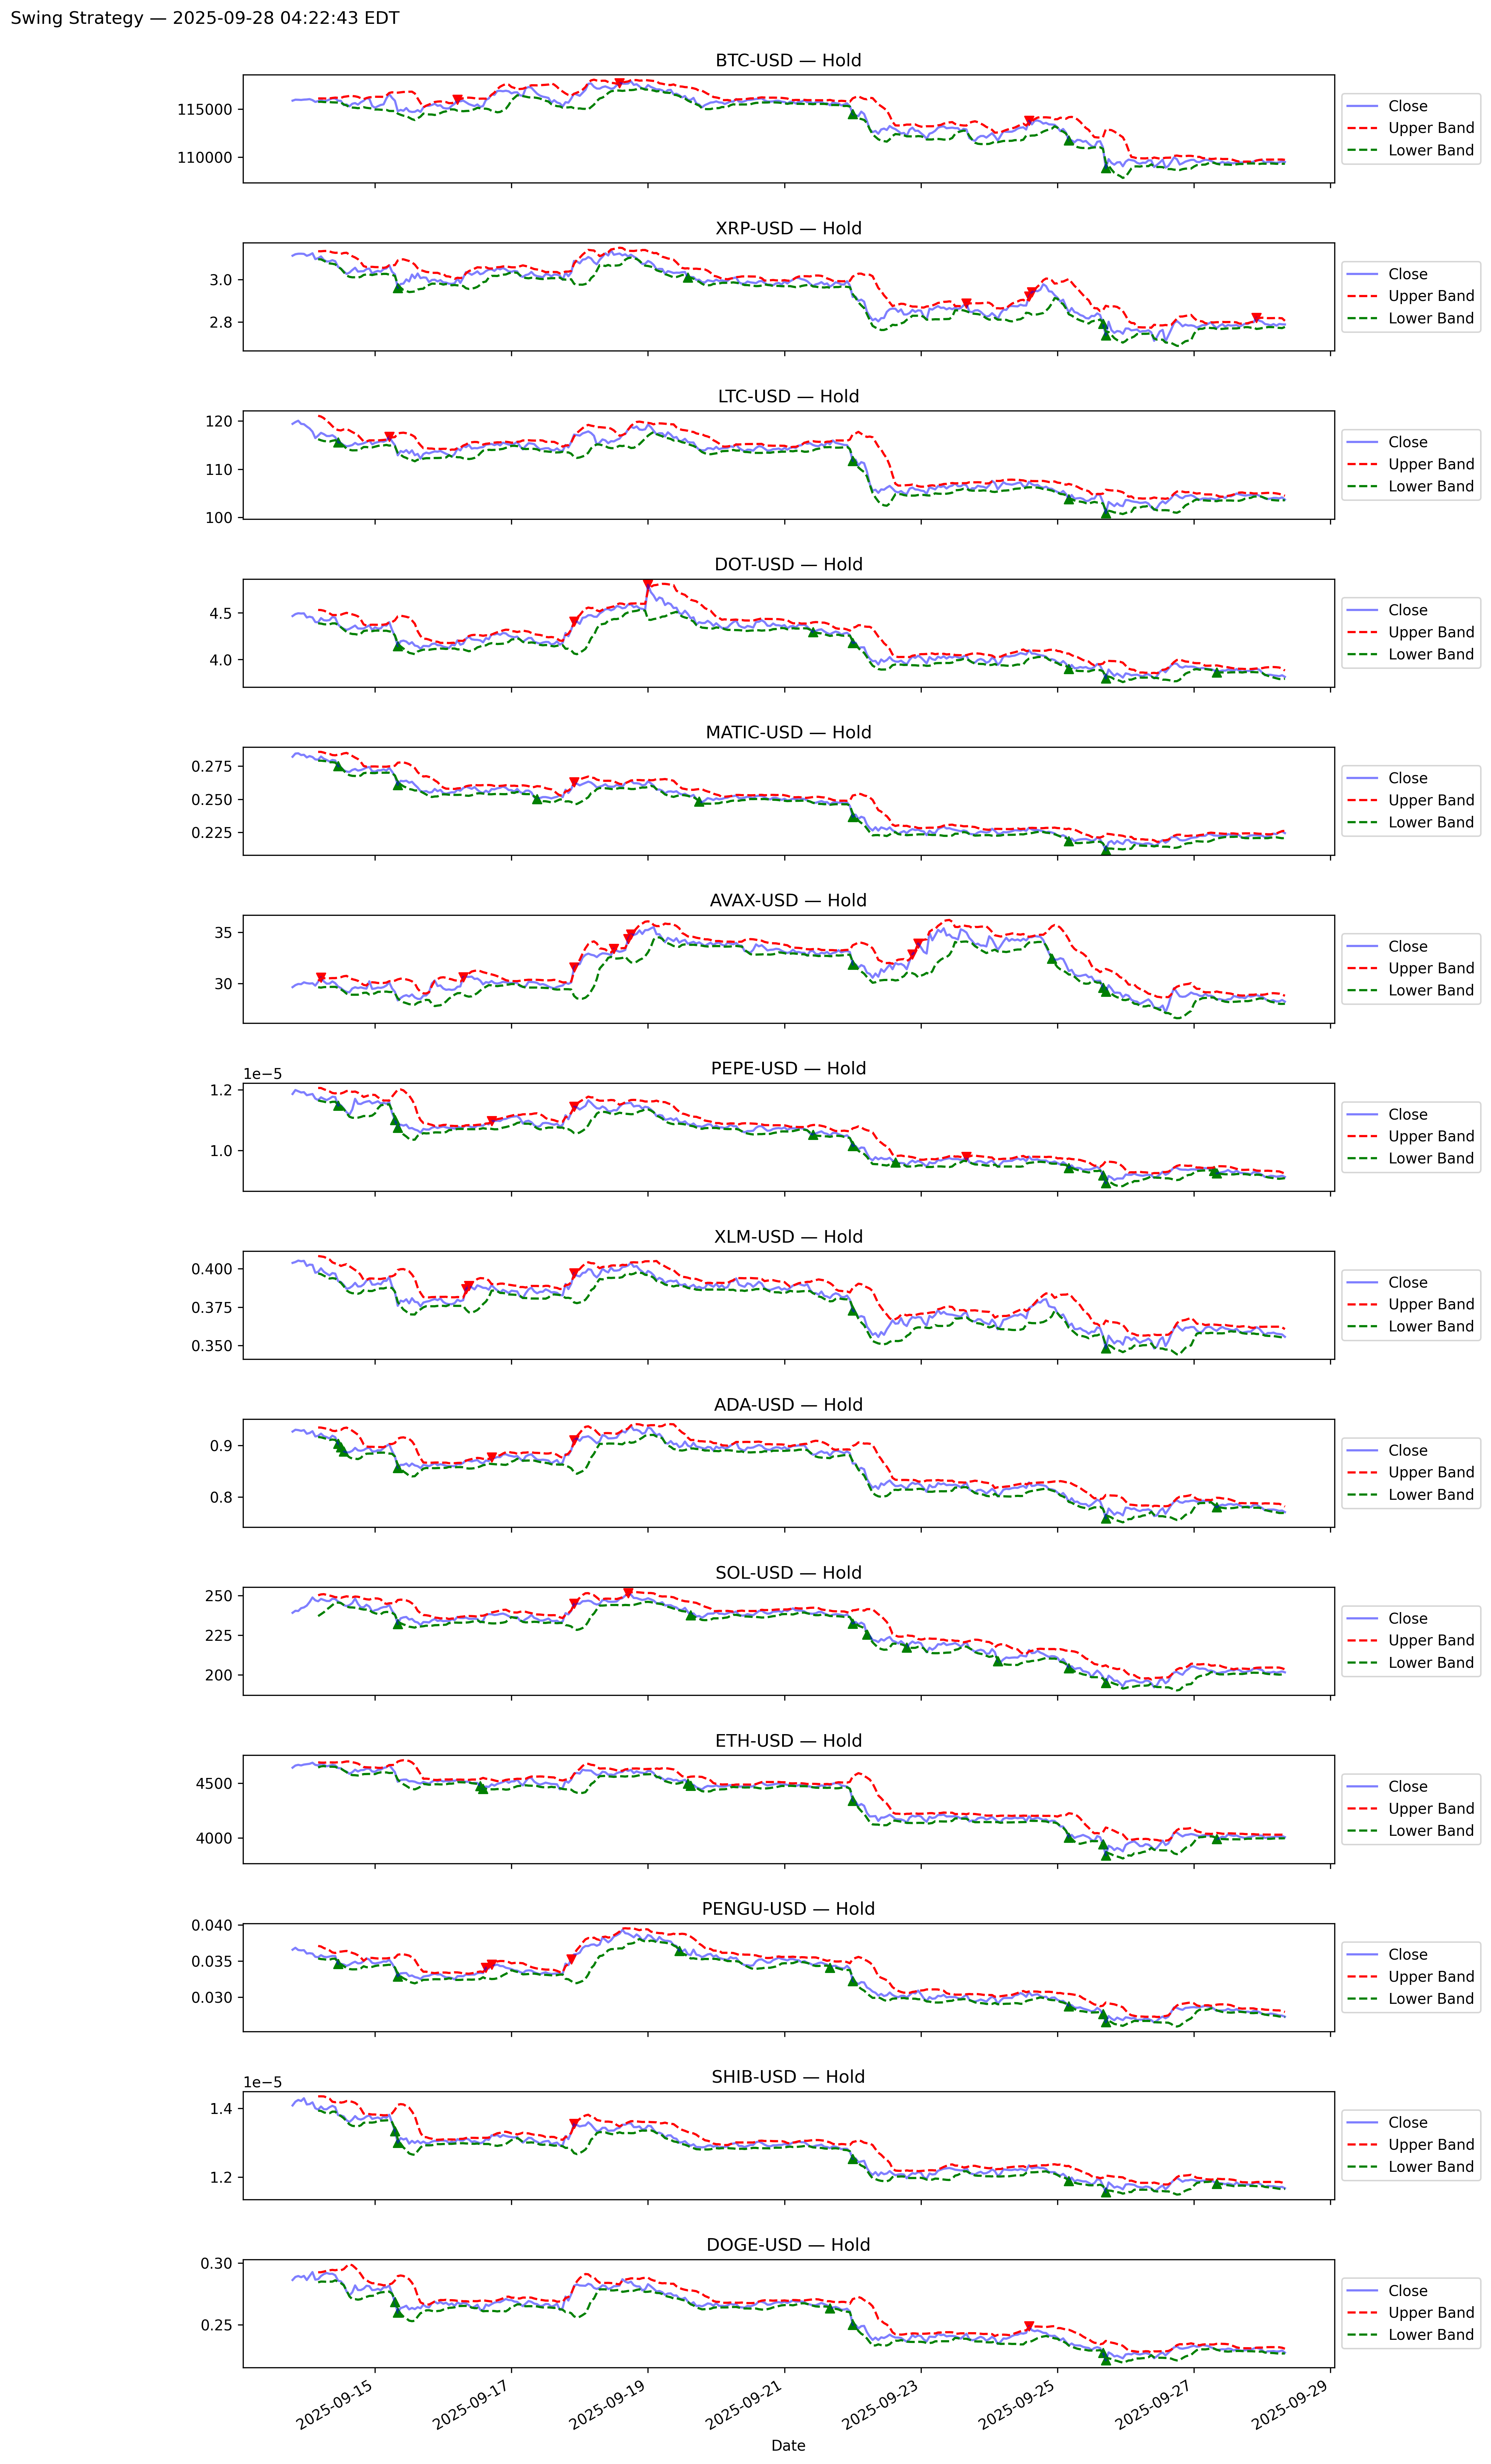 Swing Strategy — 2025-09-28 04:22:43 EDT
BTC-USD — Hold
115000
110000
Close
Upper Band
Lower Band
XRP-USD — Hold
3.0
2.8
Close
Upper Band
Lower Band
LTC-USD — Hold
120
110
100
Close
Upper Band
Lower Band
DOT-USD — Hold
4.5
4.0
Close
Upper Band
Lower Band
MATIC-USD — Hold
0.275
0.250
0.225
Close
Upper Band
Lower Band
AVAX-USD — Hold
35
30
Close
Upper Band
Lower Band
PEPE-USD — Hold
1e−5
1.2
1.0
Close
Upper Band
Lower Band
XLM-USD — Hold
0.400
0.375
0.350
Close
Upper Band
Lower Band
ADA-USD — Hold
0.9
0.8
Close
Upper Band
Lower Band
SOL-USD — Hold
250
225
200
Close
Upper Band
Lower Band
ETH-USD — Hold
4500
4000
Close
Upper Band
Lower Band
PENGU-USD — Hold
0.040
0.035
0.030
Close
Upper Band
Lower Band
SHIB-USD — Hold
1e−5
1.4
1.2
Close
Upper Band
Lower Band
DOGE-USD — Hold
0.30
0.25
Close
Upper Band
Lower Band
2025-09-15
2025-09-17
2025-09-19
2025-09-21
2025-09-23
2025-09-25
2025-09-27
2025-09-29
Date